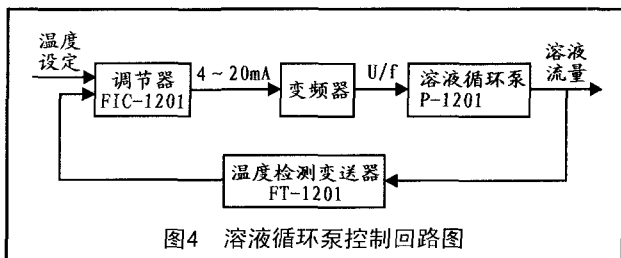 温度
设定
调节器
FIC-1201
4～20mA
变频器
U/f
溶液循环泵
P-1201
溶液
流量
温度检测变送器
FT-1201
图4 溶液循环泵控制回路图